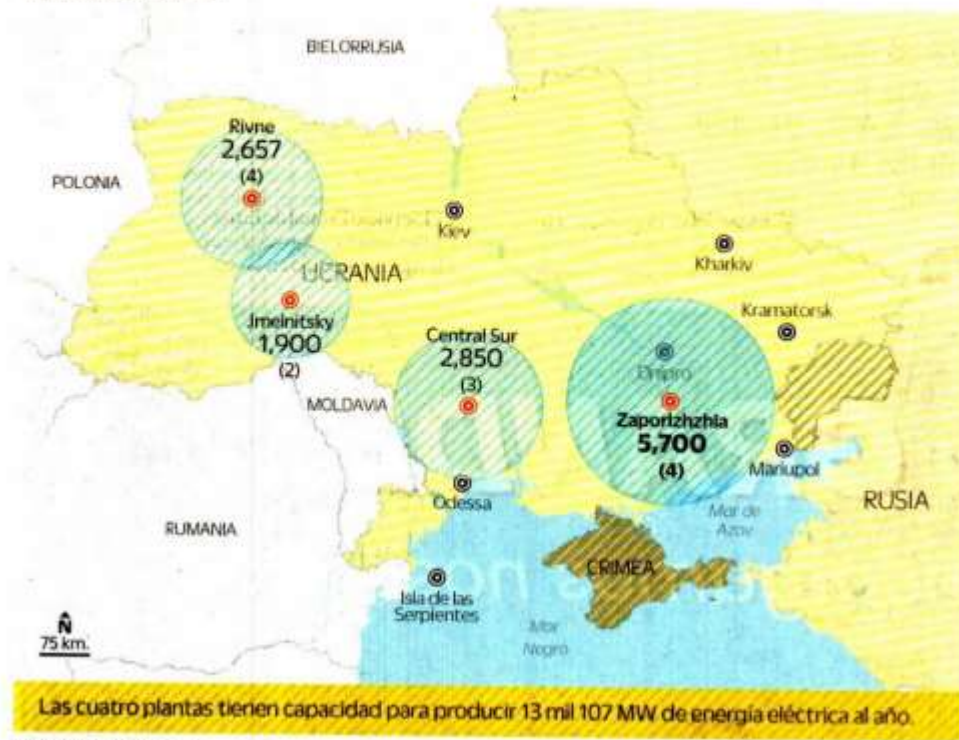 BIELORRUSIA
Rivne
2,657
(4)
POLONIA
Kiev
UCRANIA
Kharkiv
Jmelnitsky
1,900
(2)
Kramatorsk
Central Sur
2,850
(3)
Dnipro
MOLDAVIA
Zaporizhzhia
5,700
(4)
Mariupol
Odessa
RUSIA
Mar de
Azov
RUMANIA
CRIMEA
Isla de las
Serpientes
N
75 km.
Mar
Negro
Las cuatro plantas tienen capacidad para producir 13 mil 107 MW de energía eléctrica al año.